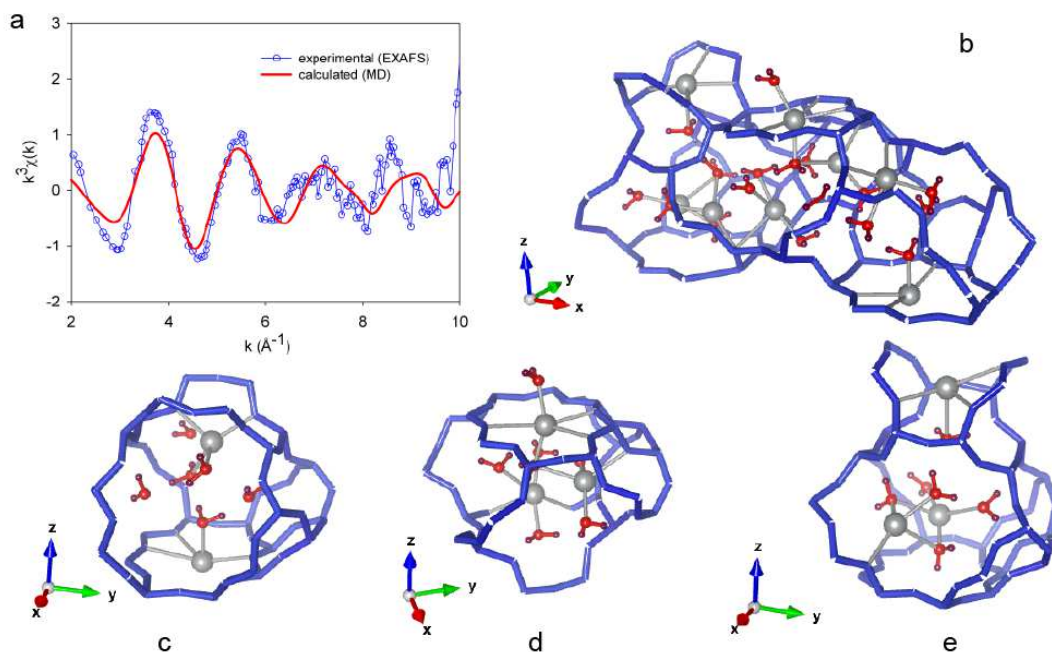 a
3
2
1
0
-1
-2
k³χ(k)
experimental (EXAFS)
calculated (MD)
2 4 6 8 10
k (Å⁻¹)
b
z
y
x
z
y
x
c
z
y
x
d
z
y
x
e